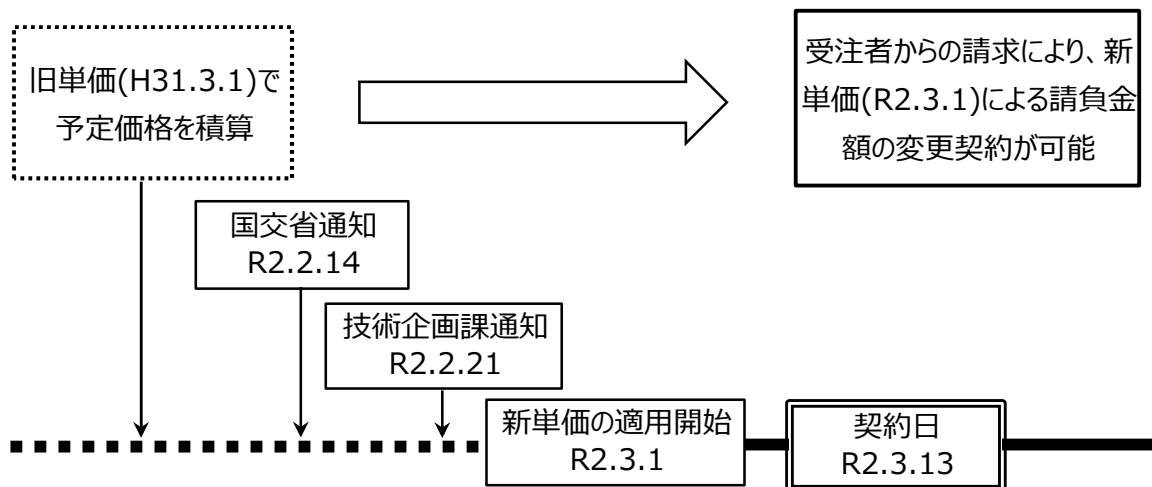 旧単価(H31.3.1)で
予定価格を積算
受注者からの請求により、新
単価(R2.3.1)による請負金
額の変更契約が可能
国交省通知
R2.2.14
技術企画課通知
R2.2.21
新単価の適用開始
R2.3.1
契約日
R2.3.13